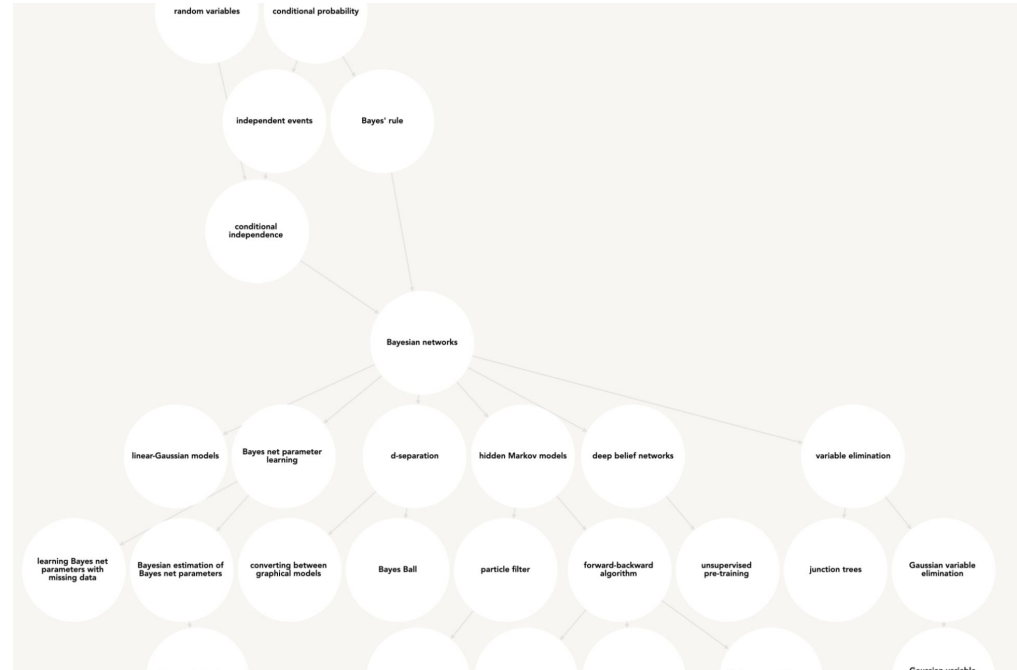 random variables
conditional probability
independent events
Bayes' rule
conditional
independence
Bayesian networks
linear-Gaussian models
Bayes net parameter
learning
d-separation
hidden Markov models
deep belief networks
variable elimination
learning Bayes net
parameters with
missing data
Bayesian estimation of
Bayes net parameters
converting between
graphical models
Bayes Ball
particle filter
forward-backward
algorithm
unsupervised
pre-training
junction trees
Gaussian variable
elimination
Gaussian variable